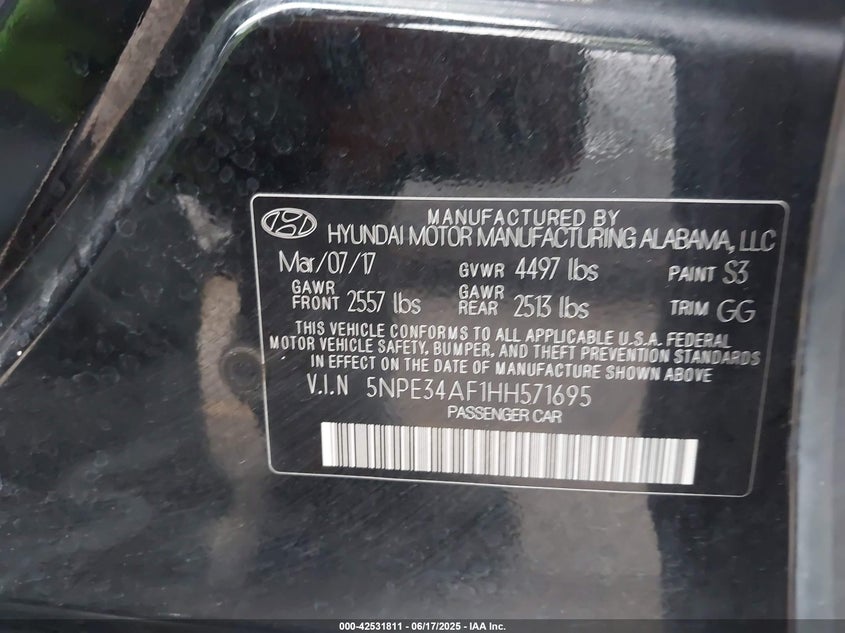 MANUFACTURED BY
HYUNDAI MOTOR MANUFACTURING ALABAMA, LLC
Mar/07/17 GVWR 4497 lbs PAINT S3
GAWR FRONT 2557 lbs GAWR REAR 2513 lbs TRIM GG
THIS VEHICLE CONFORMS TO ALL APPLICABLE U.S.A. FEDERAL
MOTOR VEHICLE SAFETY, BUMPER, AND THEFT PREVENTION STANDARDS
IN EFFECT ON THE DATE OF MANUFACTURE SHOWN ABOVE
V.I.N 5NPE34AF1HH571695
PASSENGER CAR
000-42531811 - 06/17/2025 - IAA Inc.